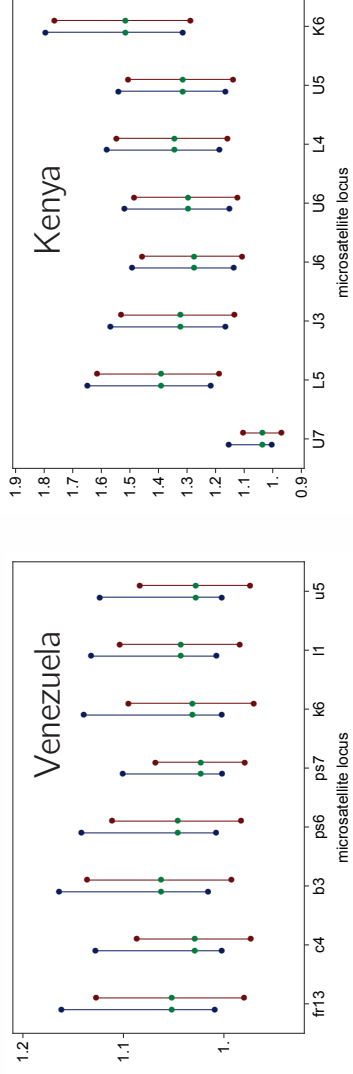 Venezuela
1.2
1.1
1.
fr13 c4 b3 ps6 ps7 k6 l1 u5
microsatellite locus
Kenya
1.9
1.8
1.7
1.6
1.5
1.4
1.3
1.2
1.1
1.
0.9
U7 L5 J3 J6 U6 L4 U5 K6
microsatellite locus